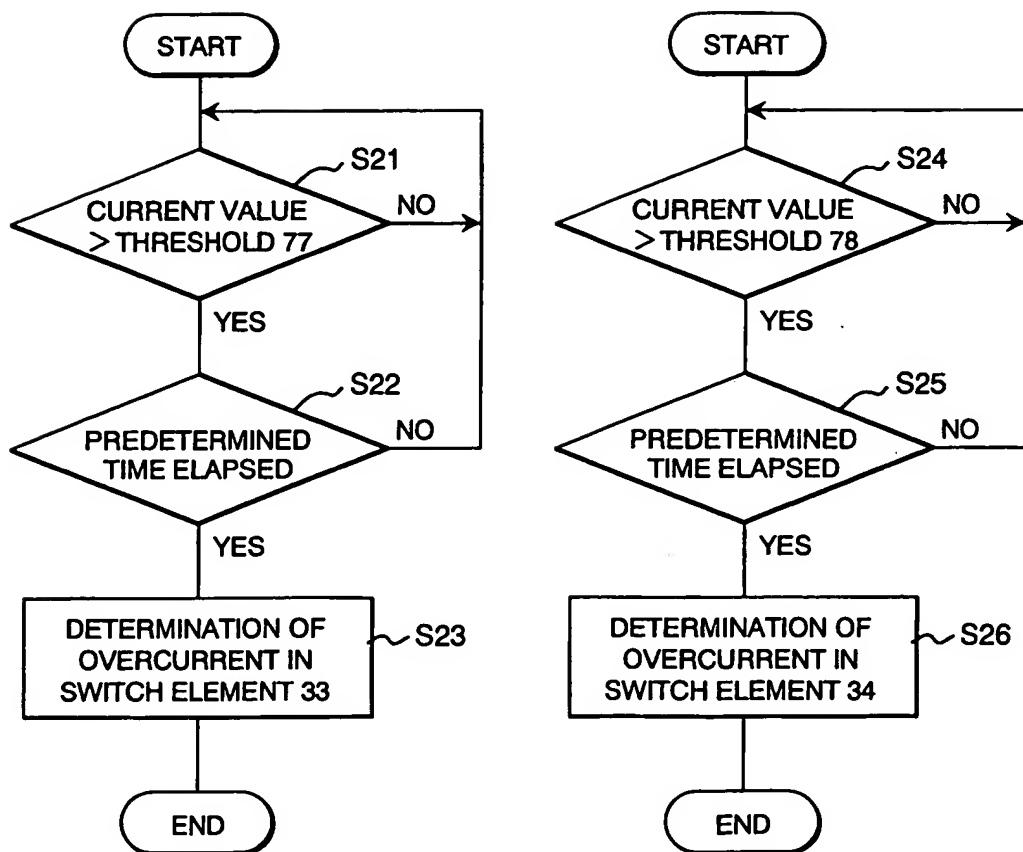 START
S21
CURRENT VALUE
> THRESHOLD 77
NO
YES
S22
PREDETERMINED
TIME ELAPSED
NO
YES
DETERMINATION OF
OVERCURRENT IN
SWITCH ELEMENT 33
S23
END
START
S24
CURRENT VALUE
> THRESHOLD 78
NO
YES
S25
PREDETERMINED
TIME ELAPSED
NO
YES
DETERMINATION OF
OVERCURRENT IN
SWITCH ELEMENT 34
S26
END